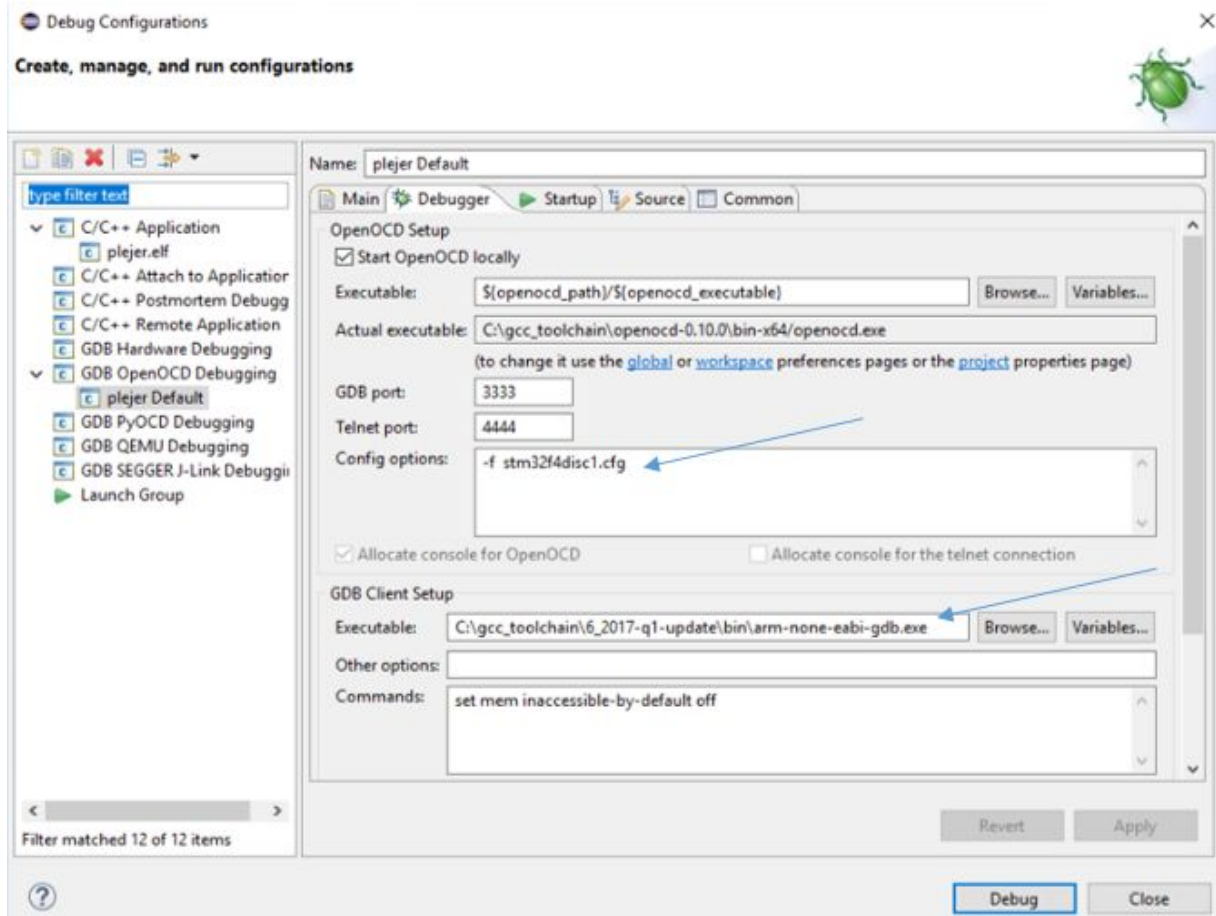 Debug Configurations
Create, manage, and run configurations
type filter text
C/C++ Application
plejer.elf
C/C++ Attach to Application
C/C++ Postmortem Debugg
C/C++ Remote Application
GDB Hardware Debugging
GDB OpenOCD Debugging
plejer Default
GDB PyOCD Debugging
GDB QEMU Debugging
GDB SEGGER J-Link Debuggin
Launch Group
Filter matched 12 of 12 items
Name: plejer Default
Main Debugger Startup Source Common
OpenOCD Setup
Start OpenOCD locally
Executable: ${openocd_path}/${openocd_executable} Browse... Variables...
Actual executable: C:\gcc_toolchain\openocd-0.10.0\bin-x64/openocd.exe
(to change it use the global or workspace preferences pages or the project properties page)
GDB port: 3333
Telnet port: 4444
Config options: -f stm32f4disc1.cfg
Allocate console for OpenOCD Allocate console for the telnet connection
GDB Client Setup
Executable: C:\gcc_toolchain\6_2017-q1-update\bin\arm-none-eabi-gdb.exe Browse... Variables...
Other options:
Commands: set mem inaccessible-by-default off
Revert Apply
Debug Close